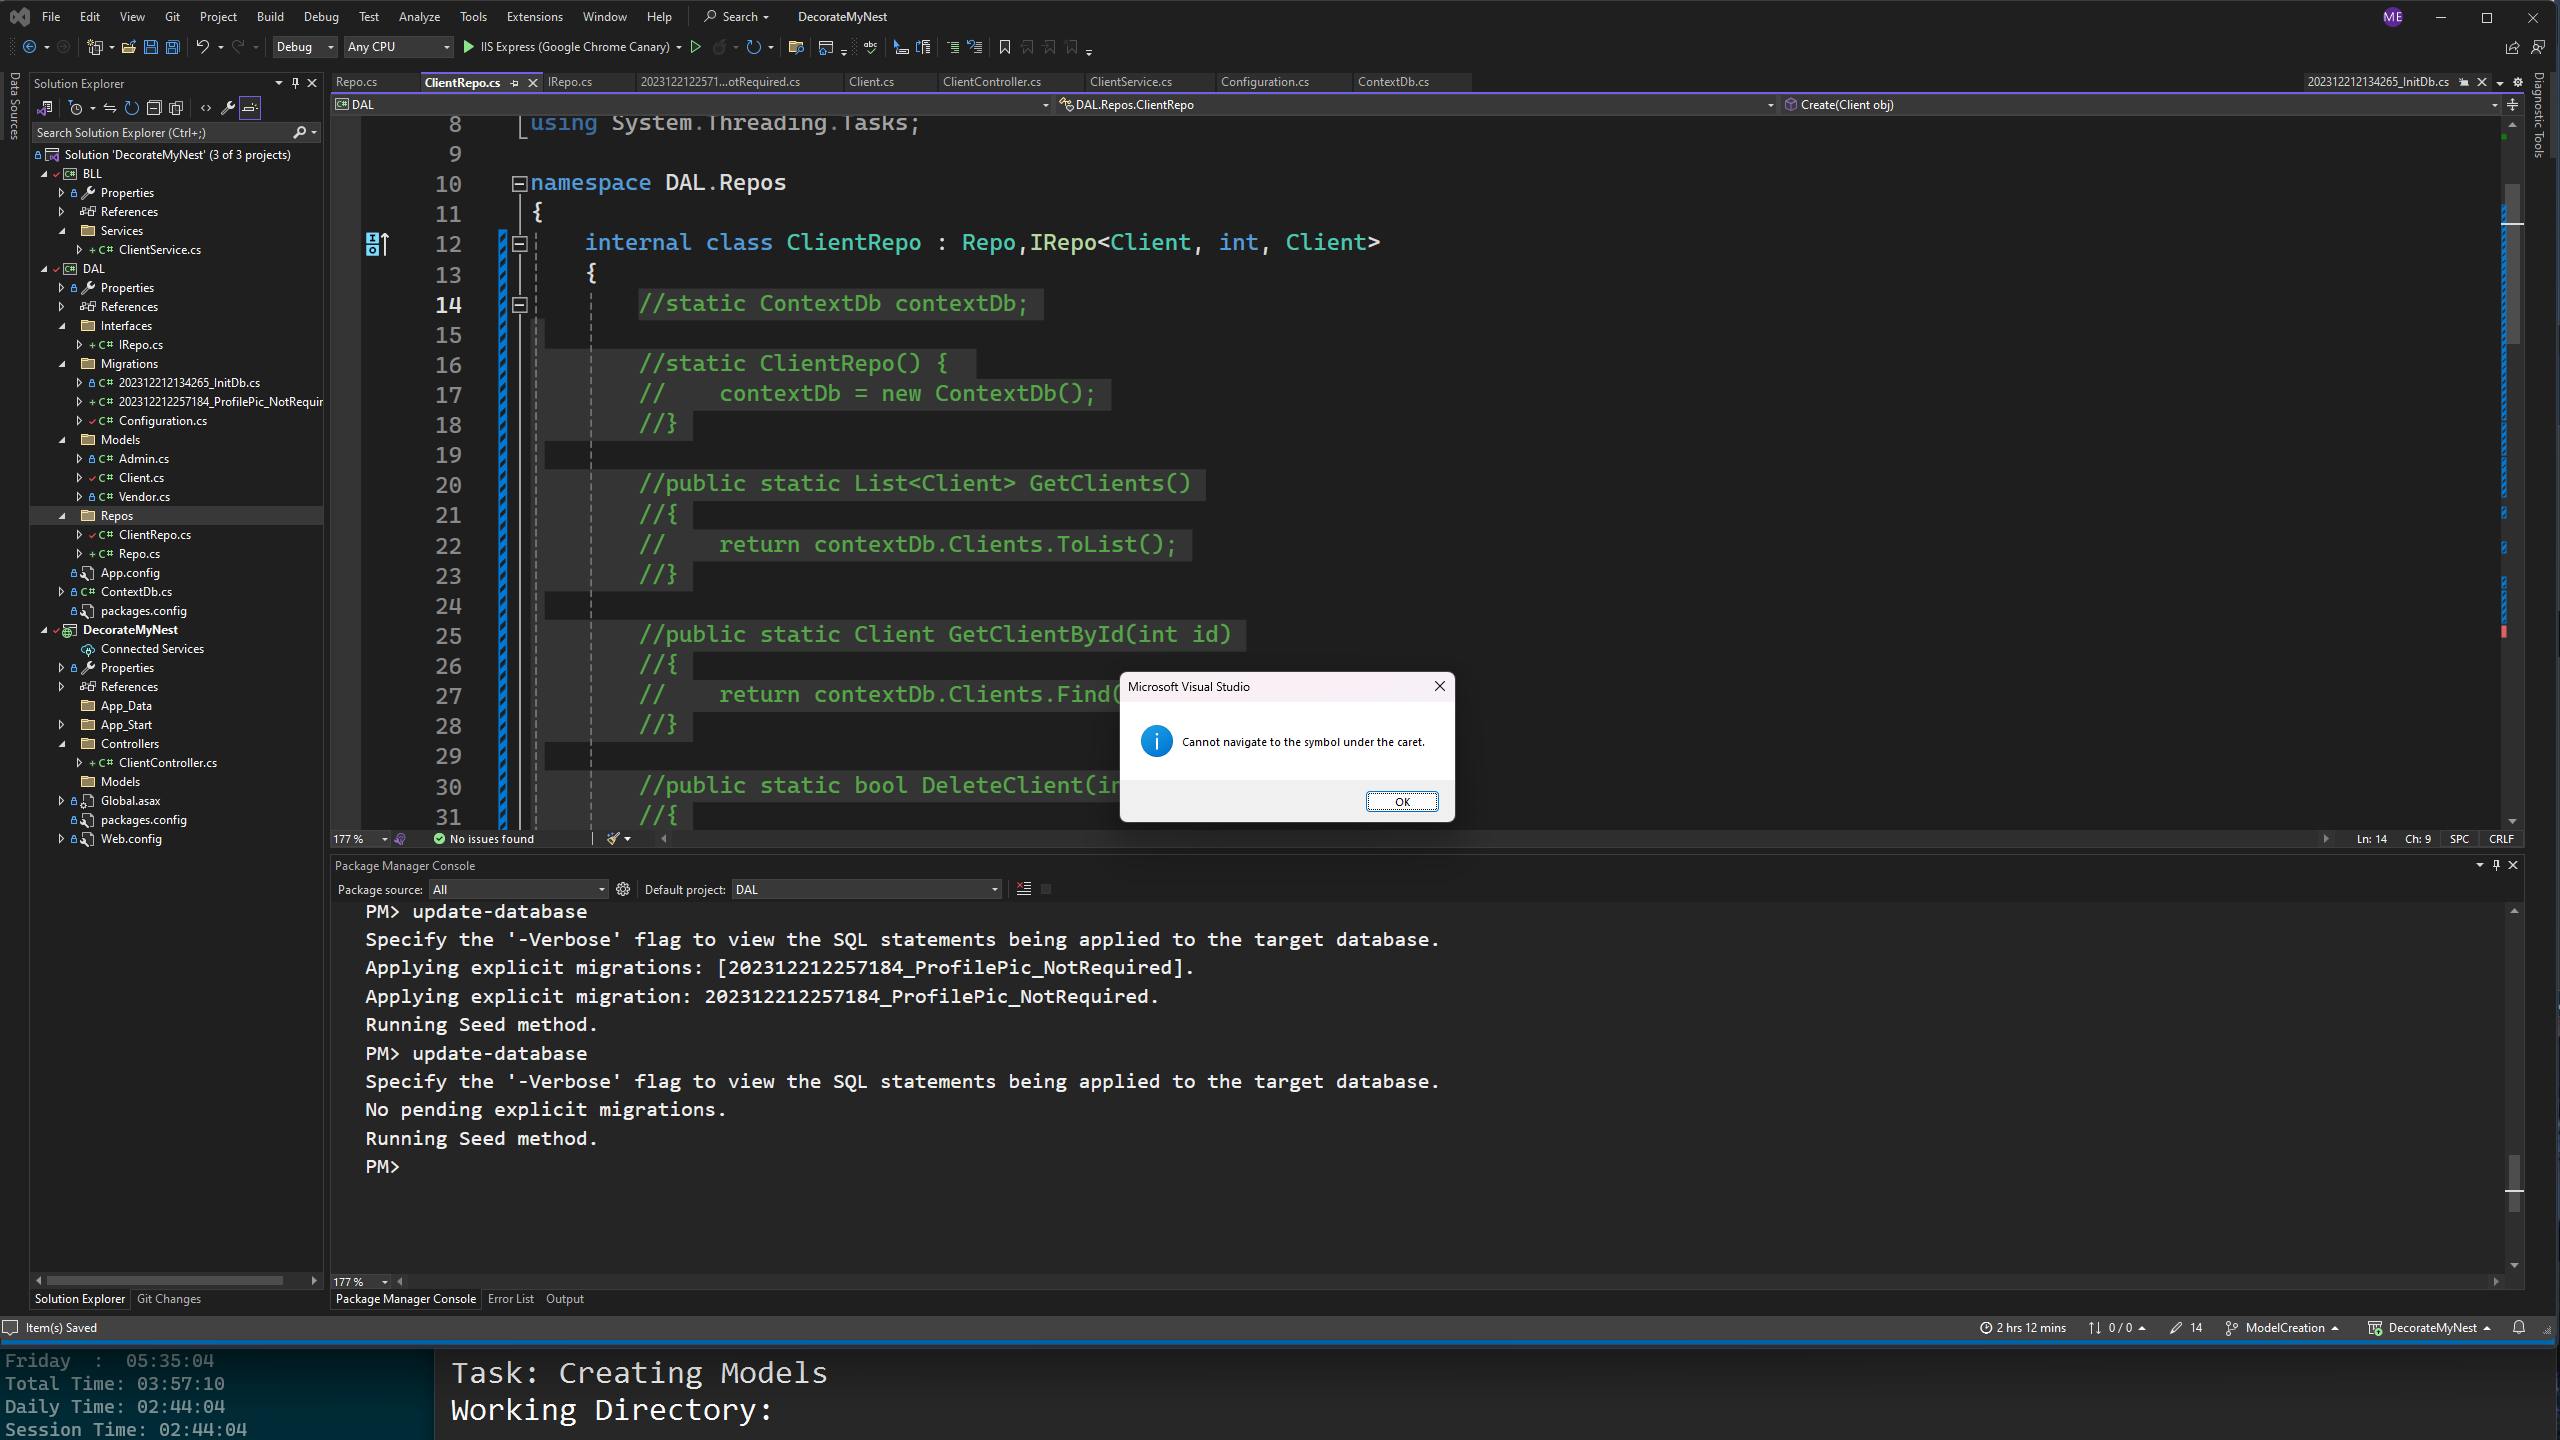 File Edit View Git Project Build Debug Test Analyze Tools Extensions Window Help Search DecorateMyNest ME
Debug Any CPU IIS Express (Google Chrome Canary)
Data Sources
Solution Explorer
Search Solution Explorer (Ctrl+;)
Solution 'DecorateMyNest' (3 of 3 projects)
BLL
Properties
References
Services
C# ClientService.cs
DAL
Properties
References
Interfaces
C# IRepo.cs
Migrations
C# 202312212134265_InitDb.cs
C# 202312212257184_ProfilePic_NotRequir
C# Configuration.cs
Models
C# Admin.cs
C# Client.cs
C# Vendor.cs
Repos
C# ClientRepo.cs
C# Repo.cs
App.config
C# ContextDb.cs
packages.config
DecorateMyNest
Connected Services
Properties
References
App_Data
App_Start
Controllers
C# ClientController.cs
Models
Global.asax
packages.config
Web.config
Solution Explorer Git Changes
Repo.cs ClientRepo.cs IRepo.cs 2023122122571...otRequired.cs Client.cs ClientController.cs ClientService.cs Configuration.cs ContextDb.cs 202312212134265_InitDb.cs
DAL DAL.Repos.ClientRepo Create(Client obj)
Diagnostic Tools
8 using System.Threading.Tasks;
9
10 namespace DAL.Repos
11 {
12 internal class ClientRepo : Repo,IRepo<Client, int, Client>
13 {
14 //static ContextDb contextDb;
15
16 //static ClientRepo() {
17 // contextDb = new ContextDb();
18 //}
19
20 //public static List<Client> GetClients()
21 //{
22 // return contextDb.Clients.ToList();
23 //}
24
25 //public static Client GetClientById(int id)
26 //{
27 // return contextDb.Clients.Find(
28 //}
29
30 //public static bool DeleteClient(in
31 //{
Microsoft Visual Studio
Cannot navigate to the symbol under the caret.
OK
177 % No issues found Ln: 14 Ch: 9 SPC CRLF
Package Manager Console
Package source: All Default project: DAL
PM> update-database
Specify the '-Verbose' flag to view the SQL statements being applied to the target database.
Applying explicit migrations: [202312212257184_ProfilePic_NotRequired].
Applying explicit migration: 202312212257184_ProfilePic_NotRequired.
Running Seed method.
PM> update-database
Specify the '-Verbose' flag to view the SQL statements being applied to the target database.
No pending explicit migrations.
Running Seed method.
PM>
177 %
Package Manager Console Error List Output
Item(s) Saved 2 hrs 12 mins 0 / 0 14 ModelCreation DecorateMyNest
Friday : 05:35:04
Total Time: 03:57:10
Daily Time: 02:44:04
Session Time: 02:44:04
Task: Creating Models
Working Directory: